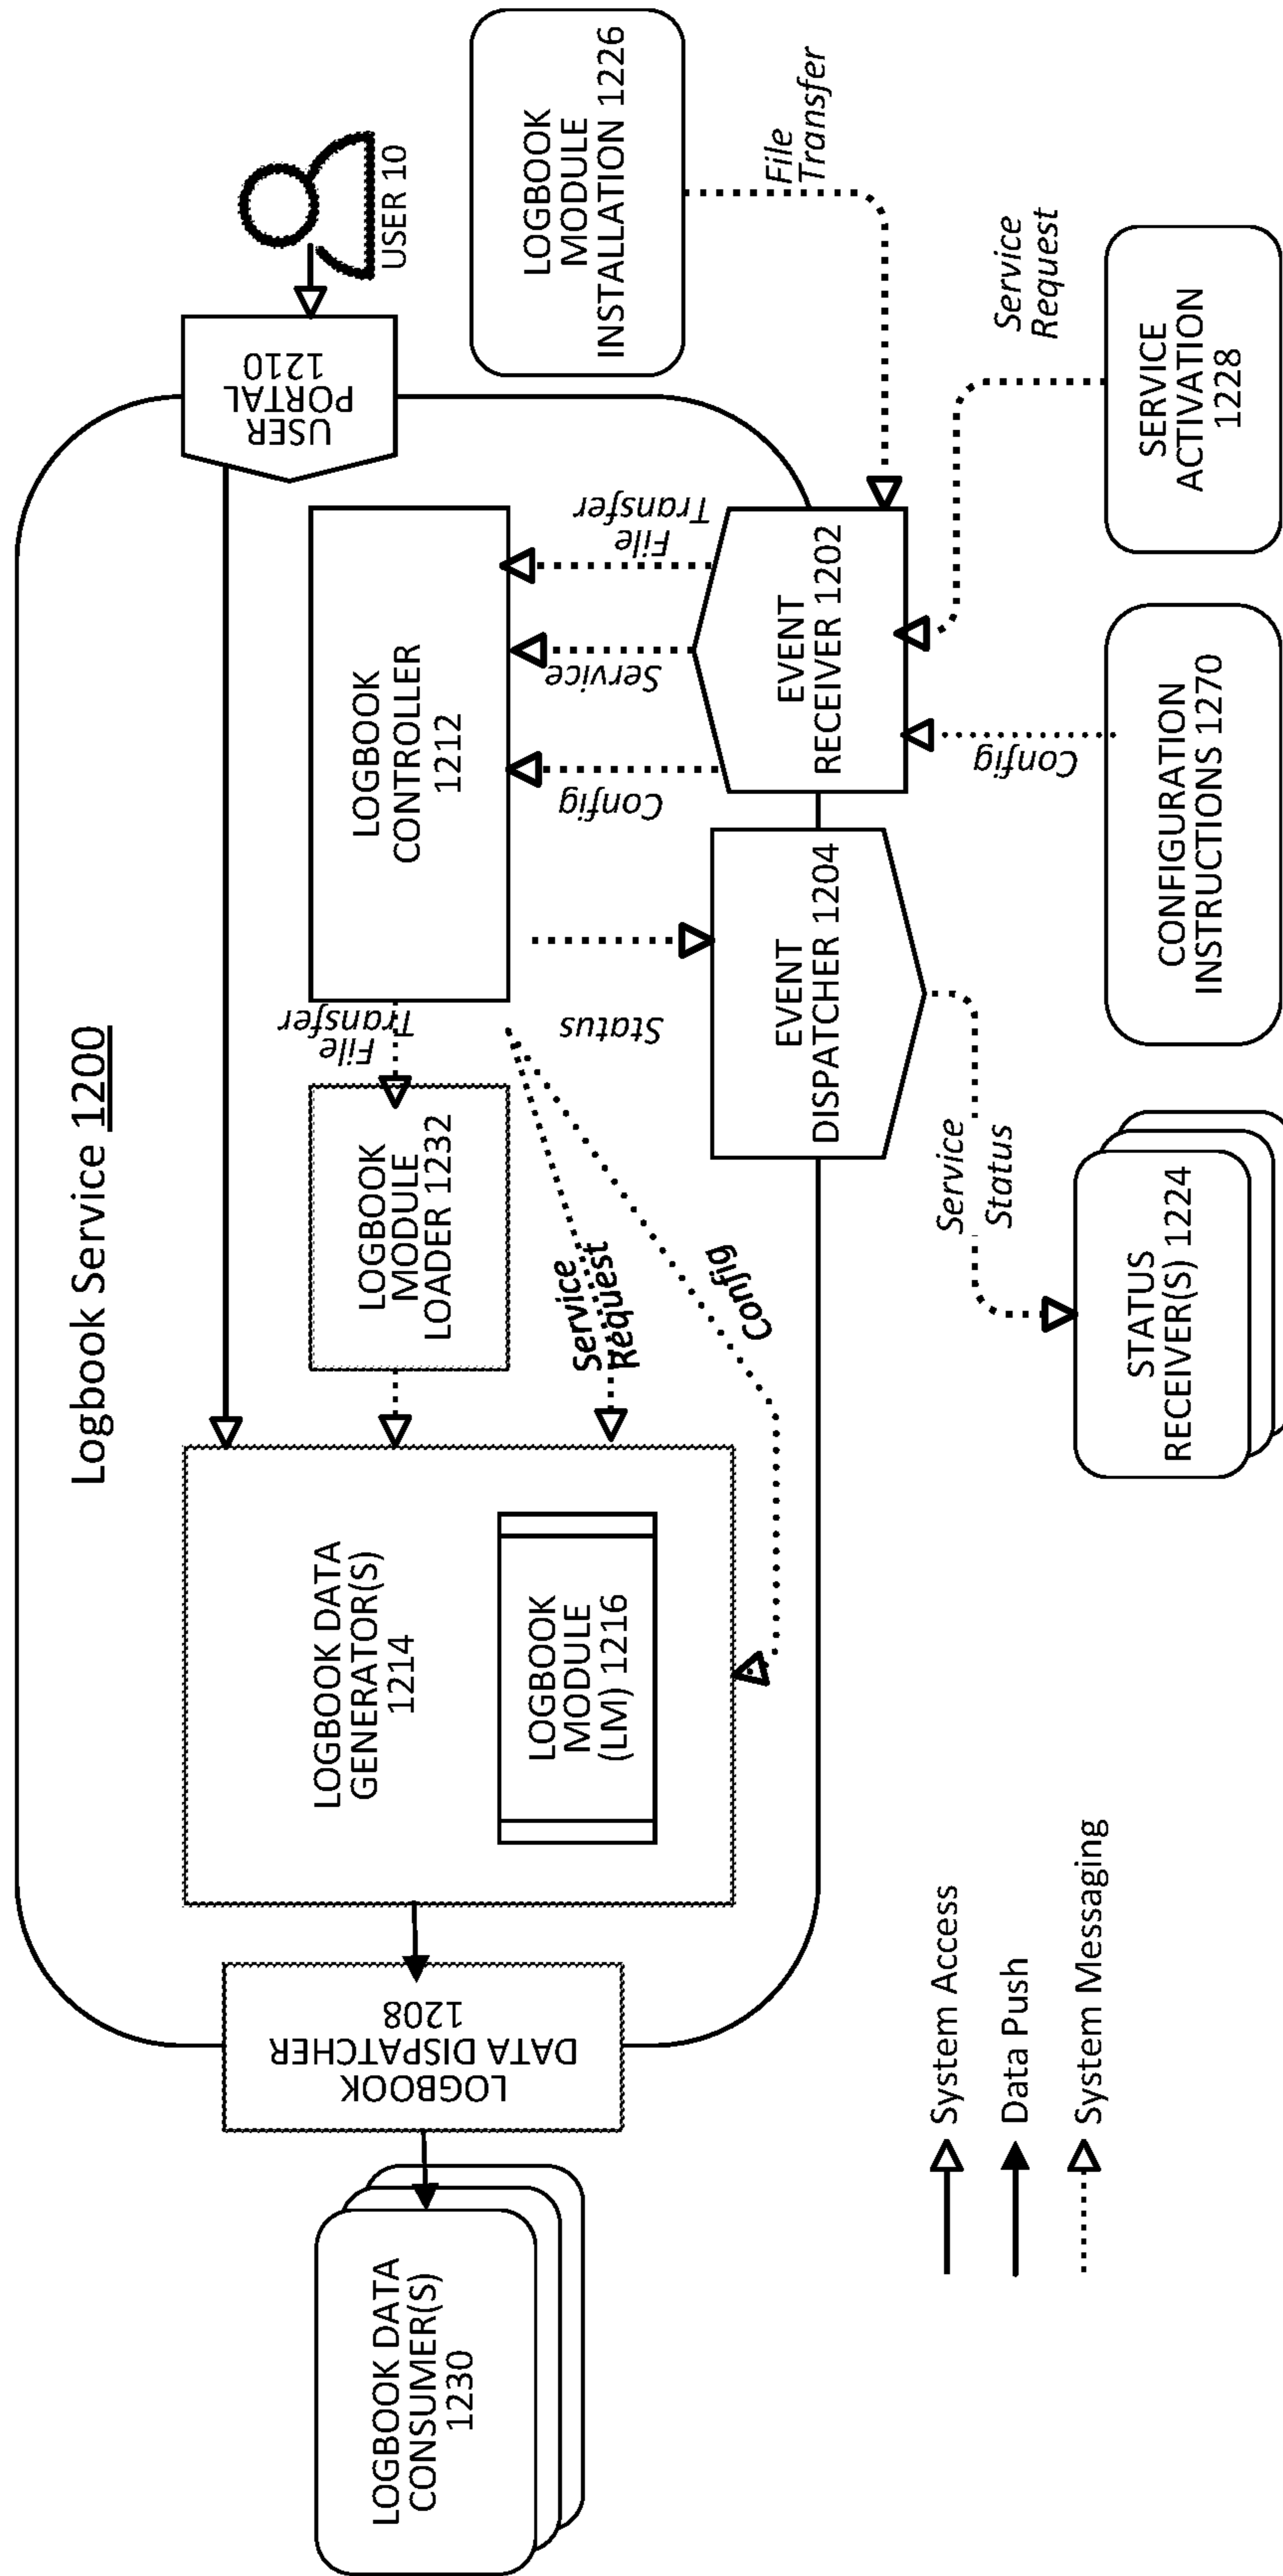 Logbook Service 1200
LOGBOOK DATA
CONSUMER(S)
1230
LOGBOOK
DATA DISPATCHER
1208
LOGBOOK DATA
GENERATOR(S)
1214
LOGBOOK
MODULE
(LM) 1216
LOGBOOK
MODULE
LOADER 1232
File
Transfer
LOGBOOK
CONTROLLER
1212
USER
PORTAL
1210
USER 10
LOGBOOK
MODULE
INSTALLATION 1226
File
Transfer
Service
Request
Config
Status
Config
Service
File
Transfer
EVENT
DISPATCHER 1204
EVENT
RECEIVER 1202
Service
Status
Config
Service
Request
STATUS
RECEIVER(S) 1224
CONFIGURATION
INSTRUCTIONS 1270
SERVICE
ACTIVATION
1228
System Access
Data Push
System Messaging